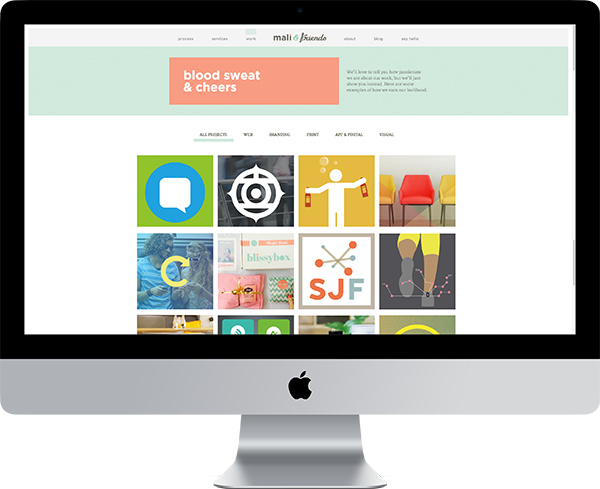 process services work mali & friends about blog say hello
blood sweat
& cheers
We'll love to tell you how passionate
we are about our work, but we'll just
show you instead. Here are some
examples of how we earn our livelihood.
ALL PROJECTS WEB BRANDING PRINT APP & DIGITAL VISUAL
blissybox
SJF